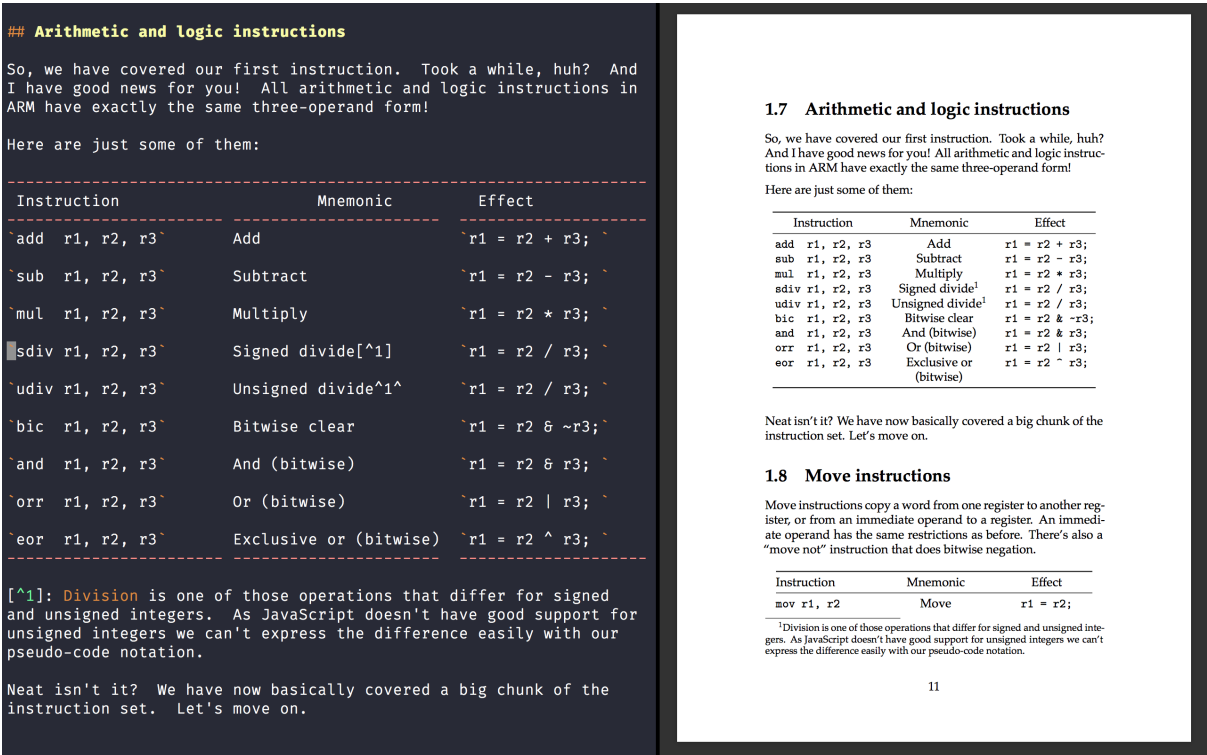 ## Arithmetic and logic instructions
So, we have covered our first instruction.  Took a while, huh?  And
I have good news for you!  All arithmetic and logic instructions in
ARM have exactly the same three-operand form!
Here are just some of them:
--------------------------------------------------------------------
Instruction                     Mnemonic         Effect
----------------------- ---------------------- --------------------
`add  r1, r2, r3`       Add                     `r1 = r2 + r3; `
`sub  r1, r2, r3`       Subtract                `r1 = r2 - r3; `
`mul  r1, r2, r3`       Multiply                `r1 = r2 * r3; `
sdiv r1, r2, r3`       Signed divide[^1]       `r1 = r2 / r3; `
`udiv r1, r2, r3`       Unsigned divide^1^      `r1 = r2 / r3; `
`bic  r1, r2, r3`       Bitwise clear           `r1 = r2 & ~r3;`
`and  r1, r2, r3`       And (bitwise)           `r1 = r2 & r3; `
`orr  r1, r2, r3`       Or (bitwise)            `r1 = r2 | r3; `
`eor  r1, r2, r3`       Exclusive or (bitwise)  `r1 = r2 ^ r3; `
----------------------- ---------------------- --------------------
[^1]: Division is one of those operations that differ for signed
and unsigned integers.  As JavaScript doesn't have good support for
unsigned integers we can't express the difference easily with our
pseudo-code notation.
Neat isn't it?  We have now basically covered a big chunk of the
instruction set.  Let's move on.
1.7 Arithmetic and logic instructions
So, we have covered our first instruction. Took a while, huh?
And I have good news for you! All arithmetic and logic instruc-
tions in ARM have exactly the same three-operand form!
Here are just some of them:
Instruction Mnemonic Effect
add r1, r2, r3 Add r1 = r2 + r3;
sub r1, r2, r3 Subtract r1 = r2 - r3;
mul r1, r2, r3 Multiply r1 = r2 * r3;
sdiv r1, r2, r3 Signed divide¹ r1 = r2 / r3;
udiv r1, r2, r3 Unsigned divide¹ r1 = r2 / r3;
bic r1, r2, r3 Bitwise clear r1 = r2 & ~r3;
and r1, r2, r3 And (bitwise) r1 = r2 & r3;
orr r1, r2, r3 Or (bitwise) r1 = r2 | r3;
eor r1, r2, r3 Exclusive or r1 = r2 ^ r3;
(bitwise)
Neat isn't it? We have now basically covered a big chunk of the
instruction set. Let's move on.
1.8 Move instructions
Move instructions copy a word from one register to another reg-
ister, or from an immediate operand to a register. An immedi-
ate operand has the same restrictions as before. There's also a
“move not” instruction that does bitwise negation.
Instruction Mnemonic Effect
mov r1, r2 Move r1 = r2;
¹Division is one of those operations that differ for signed and unsigned inte-
gers. As JavaScript doesn't have good support for unsigned integers we can't
express the difference easily with our pseudo-code notation.
11